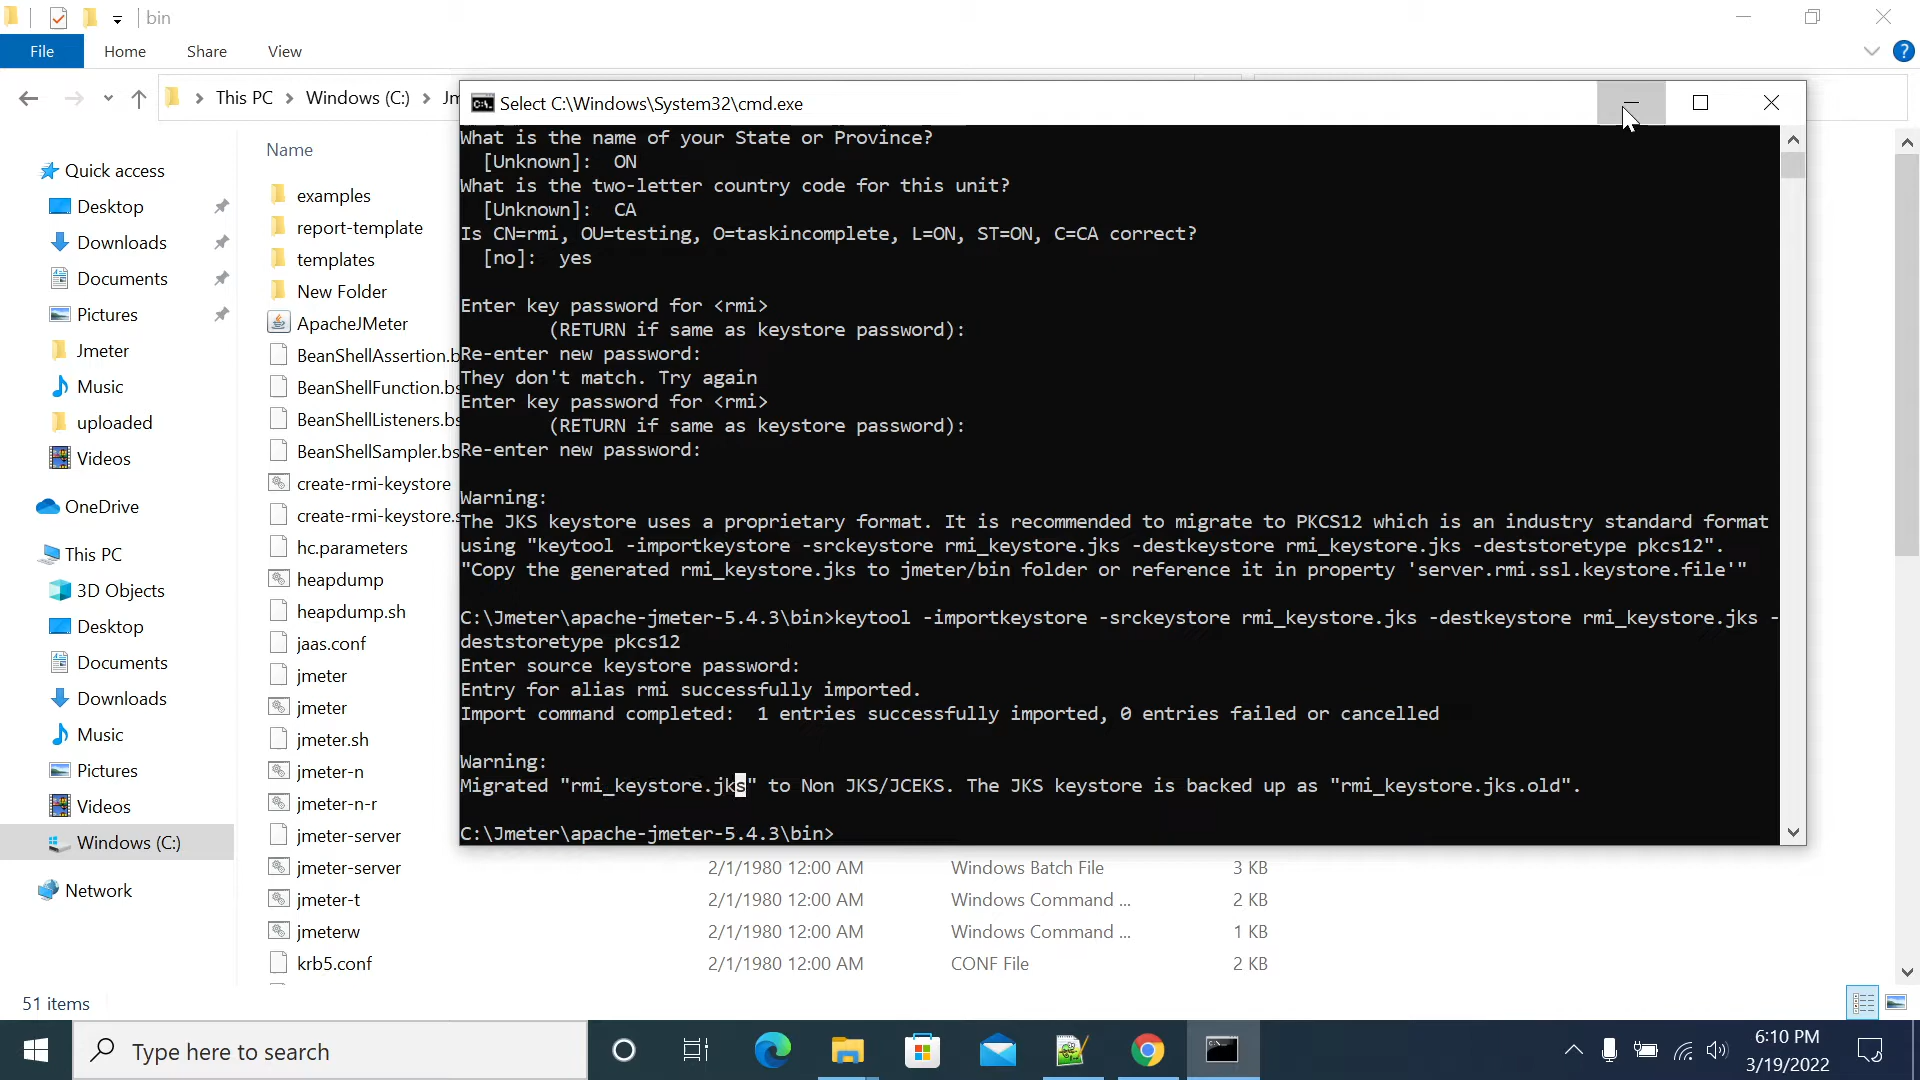 bin
File
Home
Share
View
This PC
Windows (C:)
Select C:\Windows\System32\cmd.exe
What is the name of your State or Province?
[Unknown]:  ON
What is the two-letter country code for this unit?
[Unknown]:  CA
Is CN=rmi, OU=testing, O=taskincomplete, L=ON, ST=ON, C=CA correct?
[no]:  yes
Enter key password for <rmi>
(RETURN if same as keystore password):
Re-enter new password:
They don't match. Try again
Enter key password for <rmi>
(RETURN if same as keystore password):
Re-enter new password:
Warning:
The JKS keystore uses a proprietary format. It is recommended to migrate to PKCS12 which is an industry standard format
using "keytool -importkeystore -srckeystore rmi_keystore.jks -destkeystore rmi_keystore.jks -deststoretype pkcs12".
"Copy the generated rmi_keystore.jks to jmeter/bin folder or reference it in property 'server.rmi.ssl.keystore.file'"
C:\Jmeter\apache-jmeter-5.4.3\bin>keytool -importkeystore -srckeystore rmi_keystore.jks -destkeystore rmi_keystore.jks -
deststoretype pkcs12
Enter source keystore password:
Entry for alias rmi successfully imported.
Import command completed:  1 entries successfully imported, 0 entries failed or cancelled
Warning:
Migrated "rmi_keystore.jks" to Non JKS/JCEKS. The JKS keystore is backed up as "rmi_keystore.jks.old".
C:\Jmeter\apache-jmeter-5.4.3\bin>
Quick access
Desktop
Downloads
Documents
Pictures
Jmeter
Music
uploaded
Videos
OneDrive
This PC
3D Objects
Desktop
Documents
Downloads
Music
Pictures
Videos
Windows (C:)
Network
Name
examples
report-template
templates
New Folder
ApacheJMeter
BeanShellAssertion.b
BeanShellFunction.bs
BeanShellListeners.bs
BeanShellSampler.bs
create-rmi-keystore
create-rmi-keystore.s
hc.parameters
heapdump
heapdump.sh
jaas.conf
jmeter
jmeter
jmeter.sh
jmeter-n
jmeter-n-r
jmeter-server
jmeter-server 2/1/1980 12:00 AM Windows Batch File 3 KB
jmeter-t 2/1/1980 12:00 AM Windows Command ... 2 KB
jmeterw 2/1/1980 12:00 AM Windows Command ... 1 KB
krb5.conf 2/1/1980 12:00 AM CONF File 2 KB
51 items
Type here to search
6:10 PM
3/19/2022